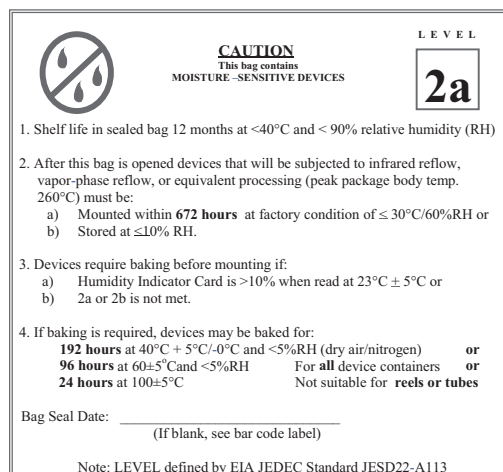 LEVEL
CAUTION
This bag contains
MOISTURE –SENSITIVE DEVICES
2a
1. Shelf life in sealed bag 12 months at <40°C and < 90% relative humidity (RH)
2. After this bag is opened devices that will be subjected to infrared reflow,
vapor-phase reflow, or equivalent processing (peak package body temp.
260°C) must be:
a) Mounted within 672 hours at factory condition of ≤ 30°C/60%RH or
b) Stored at ≤10% RH.
3. Devices require baking before mounting if:
a) Humidity Indicator Card is >10% when read at 23°C ± 5°C or
b) 2a or 2b is not met.
4. If baking is required, devices may be baked for:
192 hours at 40°C + 5°C/-0°C and <5%RH (dry air/nitrogen) or
96 hours at 60±5°Cand <5%RH For all device containers or
24 hours at 100±5°C Not suitable for reels or tubes
Bag Seal Date: ______________________________
(If blank, see bar code label)
Note: LEVEL defined by EIA JEDEC Standard JESD22-A113